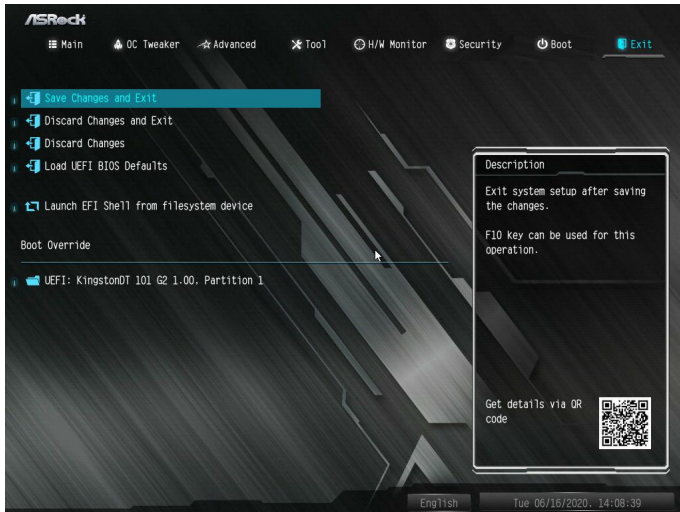 ASRock
Main OC Tweaker Advanced Tool H/W Monitor Security Boot Exit
Save Changes and Exit
Discard Changes and Exit
Discard Changes
Load UEFI BIOS Defaults
Launch EFI Shell from filesystem device
Boot Override
UEFI: KingstonDT 101 G2 1.00. Partition 1
Description
Exit system setup after saving
the changes.
F10 key can be used for this
operation.
Get details via QR
code
English Tue 06/16/2020. 14:08:39